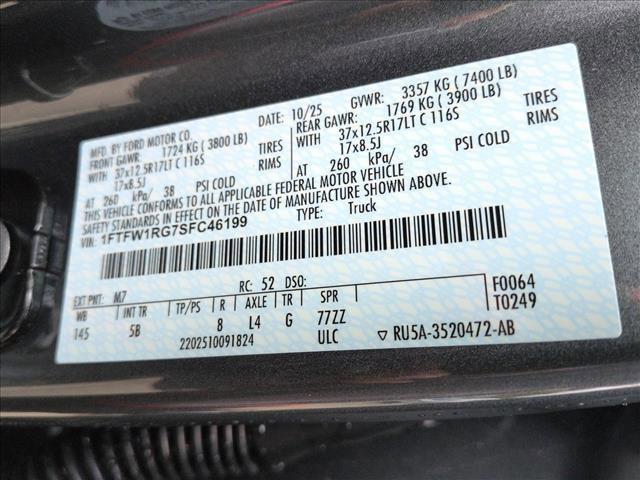 MFD. BY FORD MOTOR CO. DATE: 10/25 GVWR: 3357 KG ( 7400 LB)
FRONT GAWR: 1724 KG ( 3800 LB) REAR GAWR: 1769 KG ( 3900 LB)
WITH 37x12.5R17LT C 116S TIRES WITH 37x12.5R17LT C 116S TIRES
17x8.5J RIMS 17x8.5J RIMS
AT 260 kPa/ 38 PSI COLD AT 260 kPa/ 38 PSI COLD
THIS VEHICLE CONFORMS TO ALL APPLICABLE FEDERAL MOTOR VEHICLE
SAFETY STANDARDS IN EFFECT ON THE DATE OF MANUFACTURE SHOWN ABOVE.
1FTFW1RG7SFC46199 TYPE: Truck
EXT PNT: M7 RC: 52 DSO: F0064
WB INT TR TP/PS R AXLE TR SPR T0249
145 5B 8 L4 G 77ZZ
2202510091824 ULC ▽ RU5A-3520472-AB